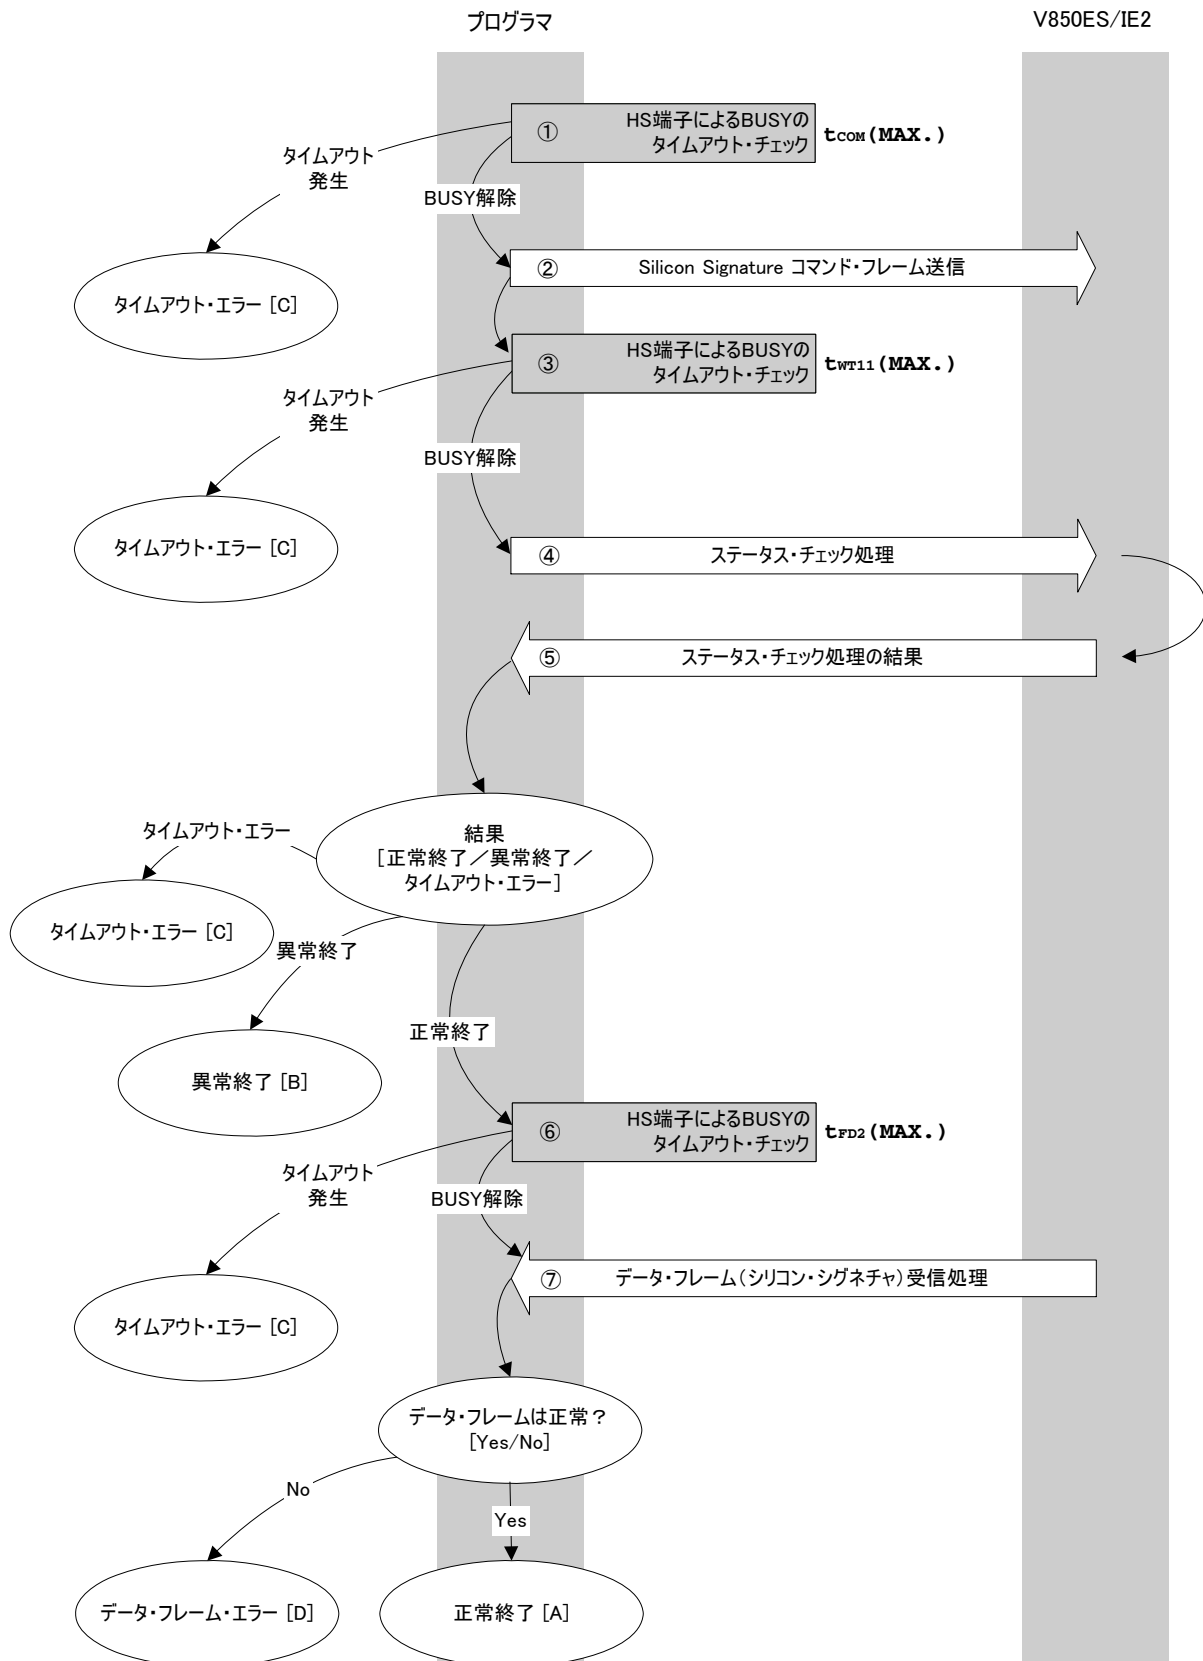 プログラマ
V850ES/IE2
①
HS端子によるBUSYの
タイムアウト・チェック
tCOM(MAX.)
タイムアウト
発生
BUSY解除
②
Silicon Signature コマンド・フレーム送信
タイムアウト・エラー [C]
③
HS端子によるBUSYの
タイムアウト・チェック
tWT11(MAX.)
タイムアウト
発生
BUSY解除
タイムアウト・エラー [C]
④
ステータス・チェック処理
⑤
ステータス・チェック処理の結果
結果
[正常終了／異常終了／
タイムアウト・エラー]
タイムアウト・エラー
タイムアウト・エラー [C]
異常終了
正常終了
異常終了 [B]
⑥
HS端子によるBUSYの
タイムアウト・チェック
tFD2(MAX.)
タイムアウト
発生
BUSY解除
⑦
データ・フレーム（シリコン・シグネチャ）受信処理
タイムアウト・エラー [C]
データ・フレームは正常？
[Yes/No]
No
Yes
データ・フレーム・エラー [D]
正常終了 [A]